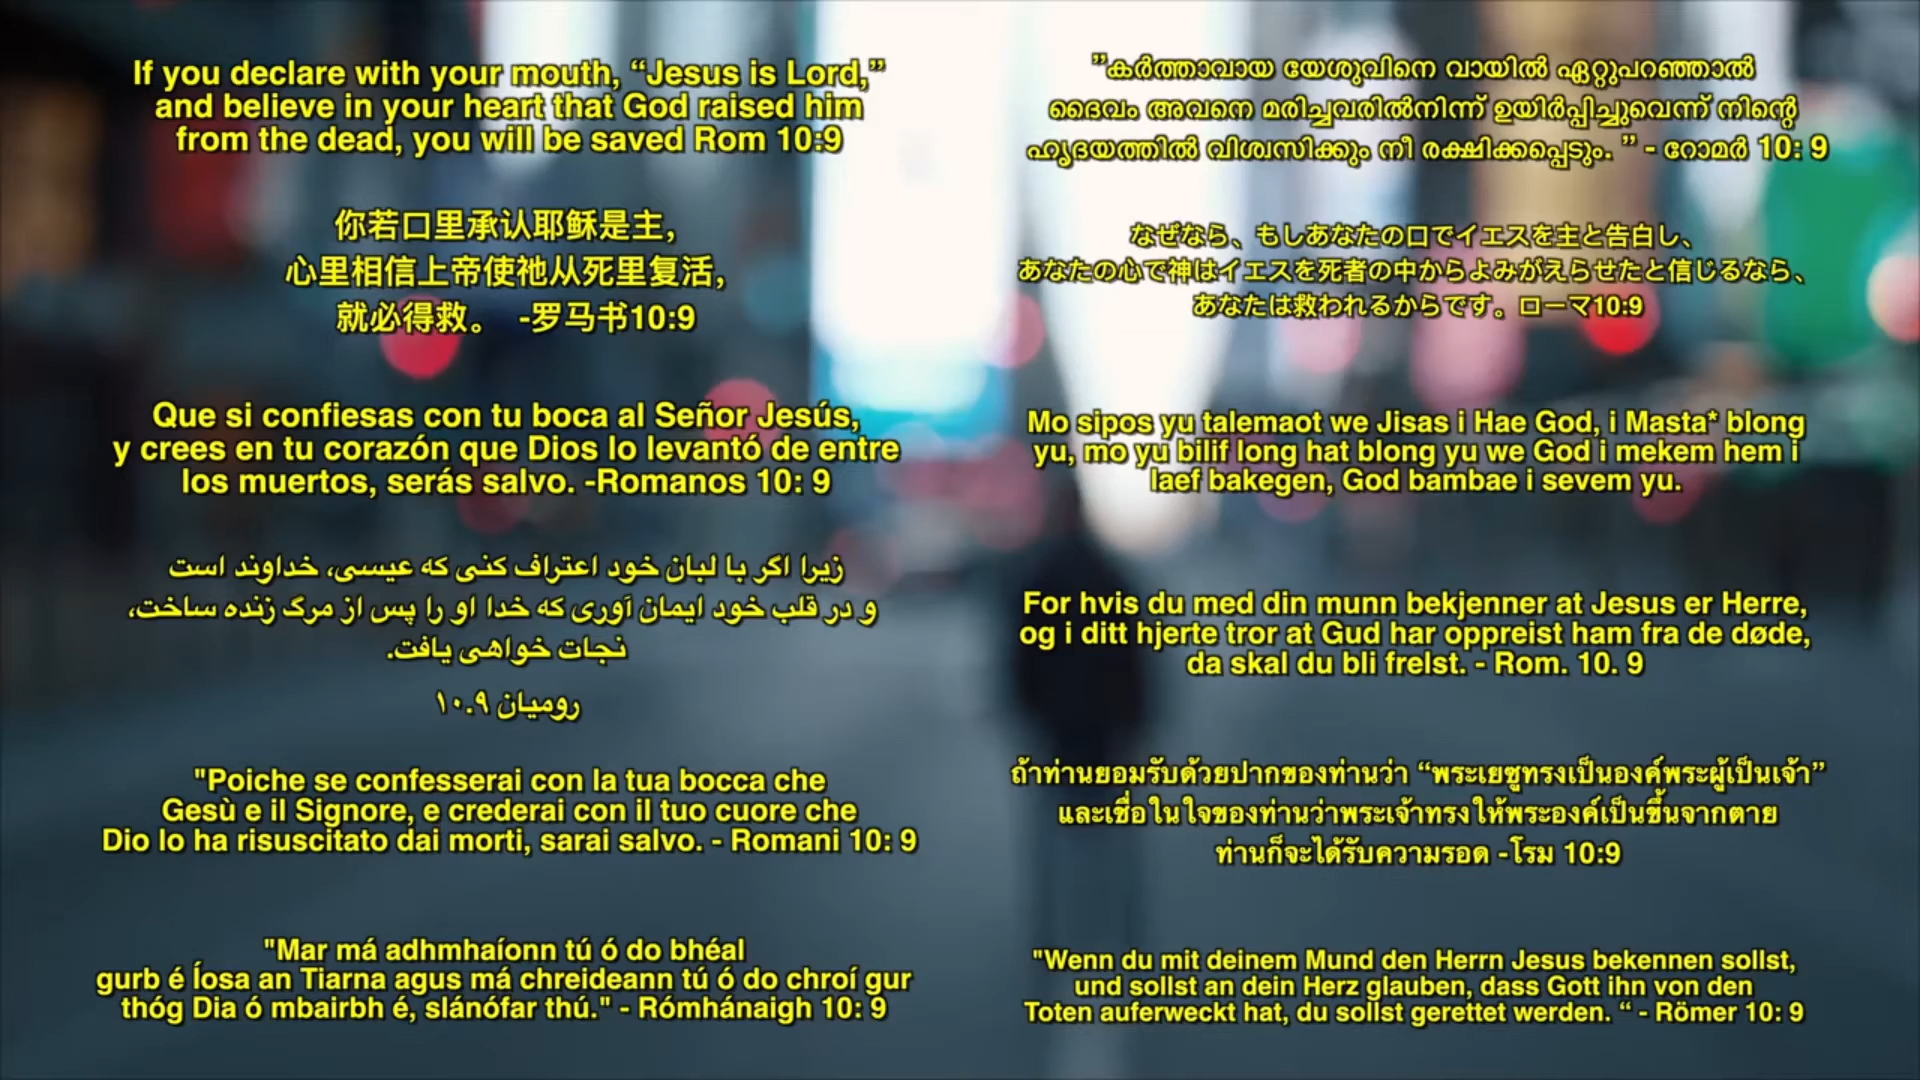 If you declare with your mouth, “Jesus is Lord,”
and believe in your heart that God raised him
from the dead, you will be saved Rom 10:9
你若口里承认耶稣是主，
心里相信上帝使祂从死里复活，
就必得救。 -罗马书10:9
Que si confiesas con tu boca al Señor Jesús,
y crees en tu corazón que Dios lo levantó de entre
los muertos, serás salvo. -Romanos 10: 9
زیرا اگر با لبان خود اعتراف کنی که عیسی، خداوند است
و در قلب خود ایمان آوری که خدا او را پس از مرگ زنده ساخت،
نجات خواهی یافت.
رومیان ۱۰.۹
"Poiche se confesserai con la tua bocca che
Gesù e il Signore, e crederai con il tuo cuore che
Dio lo ha risuscitato dai morti, sarai salvo. - Romani 10: 9
"Mar má adhmhaíonn tú ó do bhéal
gurb é Íosa an Tiarna agus má chreideann tú ó do chroí gur
thóg Dia ó mbairbh é, slánófar thú." - Rómhánaigh 10: 9
”കർത്താവായ യേശുവിനെ വായിൽ ഏറ്റുപറഞ്ഞാൽ
ദൈവം അവനെ മരിച്ചവരിൽനിന്ന് ഉയിർപ്പിച്ചുവെന്ന് നിന്റെ
ഹൃദയത്തിൽ വിശ്വസിക്കും നീ രക്ഷിക്കപ്പെടും. ” - റോമർ 10: 9
なぜなら、もしあなたの口でイエスを主と告白し、
あなたの心で神はイエスを死者の中からよみがえらせたと信じるなら、
あなたは救われるからです。ローマ10:9
Mo sipos yu talemaot we Jisas i Hae God, i Masta* blong
yu, mo yu bilif long hat blong yu we God i mekem hem i
laef bakegen, God bambae i sevem yu.
For hvis du med din munn bekjenner at Jesus er Herre,
og i ditt hjerte tror at Gud har oppreist ham fra de døde,
da skal du bli frelst. - Rom. 10. 9
ถ้าท่านยอมรับด้วยปากของท่านว่า “พระเยซูทรงเป็นองค์พระผู้เป็นเจ้า”
และเชื่อในใจของท่านว่าพระเจ้าทรงให้พระองค์เป็นขึ้นจากตาย
ท่านก็จะได้รับความรอด -โรม 10:9
"Wenn du mit deinem Mund den Herrn Jesus bekennen sollst,
und sollst an dein Herz glauben, dass Gott ihn von den
Toten auferweckt hat, du sollst gerettet werden. “ - Römer 10: 9